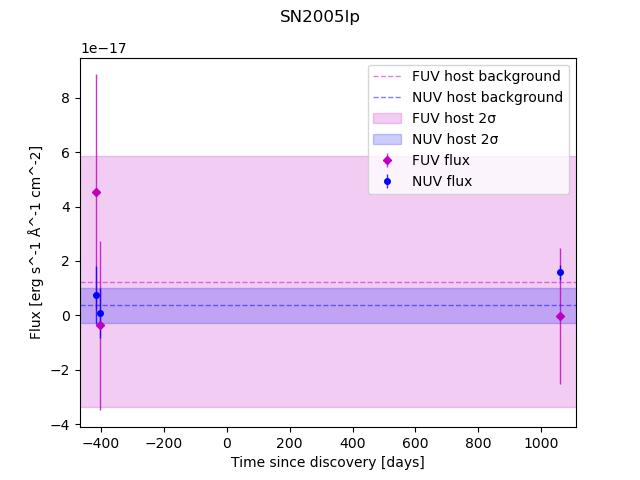 SN2005lp
1e−17
FUV host background
NUV host background
FUV host 2σ
NUV host 2σ
FUV flux
NUV flux
8
6
4
2
0
−2
−4
Flux [erg s^-1 Å^-1 cm^-2]
−400
−200
0
200
400
600
800
1000
Time since discovery [days]